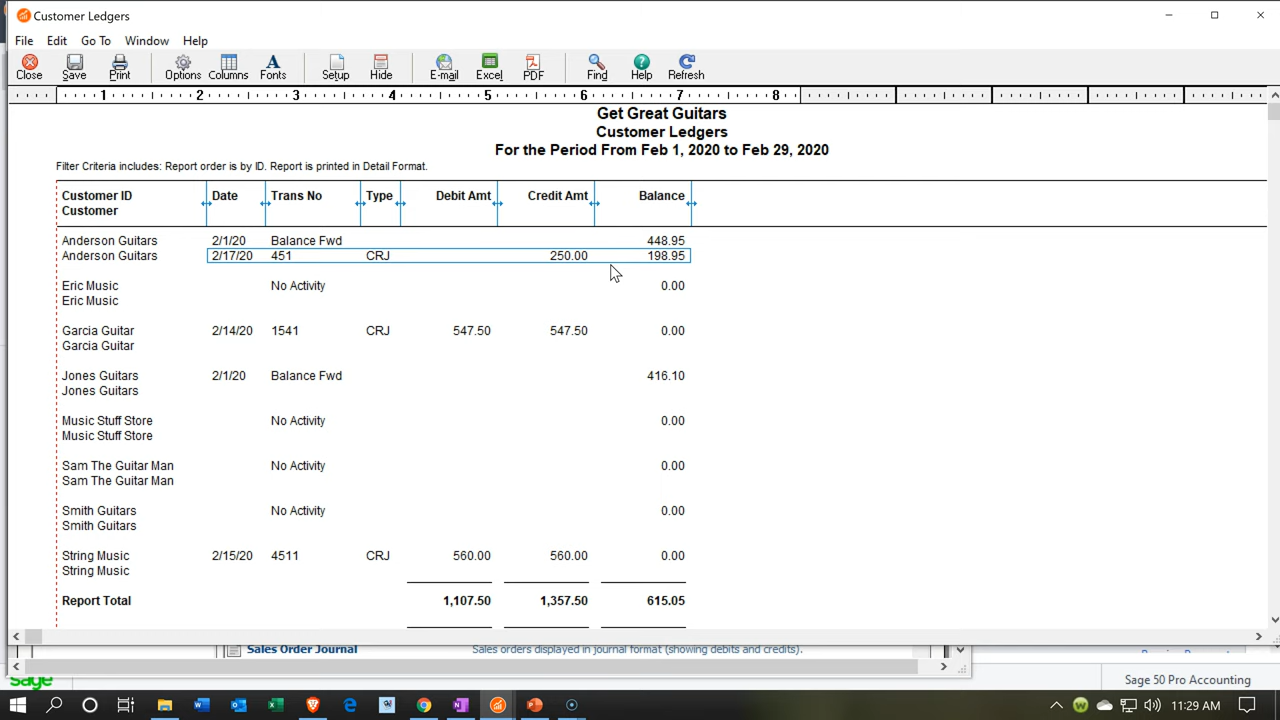 Customer Ledgers
File Edit Go To Window Help
Close Save Print Options Columns Fonts Setup Hide E-mail Excel PDF Find Help Refresh
1 2 3 4 5 6 7 8
Get Great Guitars
Customer Ledgers
For the Period From Feb 1, 2020 to Feb 29, 2020
Filter Criteria includes: Report order is by ID. Report is printed in Detail Format.
Customer ID Date Trans No Type Debit Amt Credit Amt Balance
Customer
Anderson Guitars 2/1/20 Balance Fwd 448.95
Anderson Guitars 2/17/20 451 CRJ 250.00 198.95
Eric Music No Activity 0.00
Eric Music
Garcia Guitar 2/14/20 1541 CRJ 547.50 547.50 0.00
Garcia Guitar
Jones Guitars 2/1/20 Balance Fwd 416.10
Jones Guitars
Music Stuff Store No Activity 0.00
Music Stuff Store
Sam The Guitar Man No Activity 0.00
Sam The Guitar Man
Smith Guitars No Activity 0.00
Smith Guitars
String Music 2/15/20 4511 CRJ 560.00 560.00 0.00
String Music
Report Total 1,107.50 1,357.50 615.05
Sales Order Journal Sales orders displayed in journal format (showing debits and credits).
sage Sage 50 Pro Accounting
11:29 AM